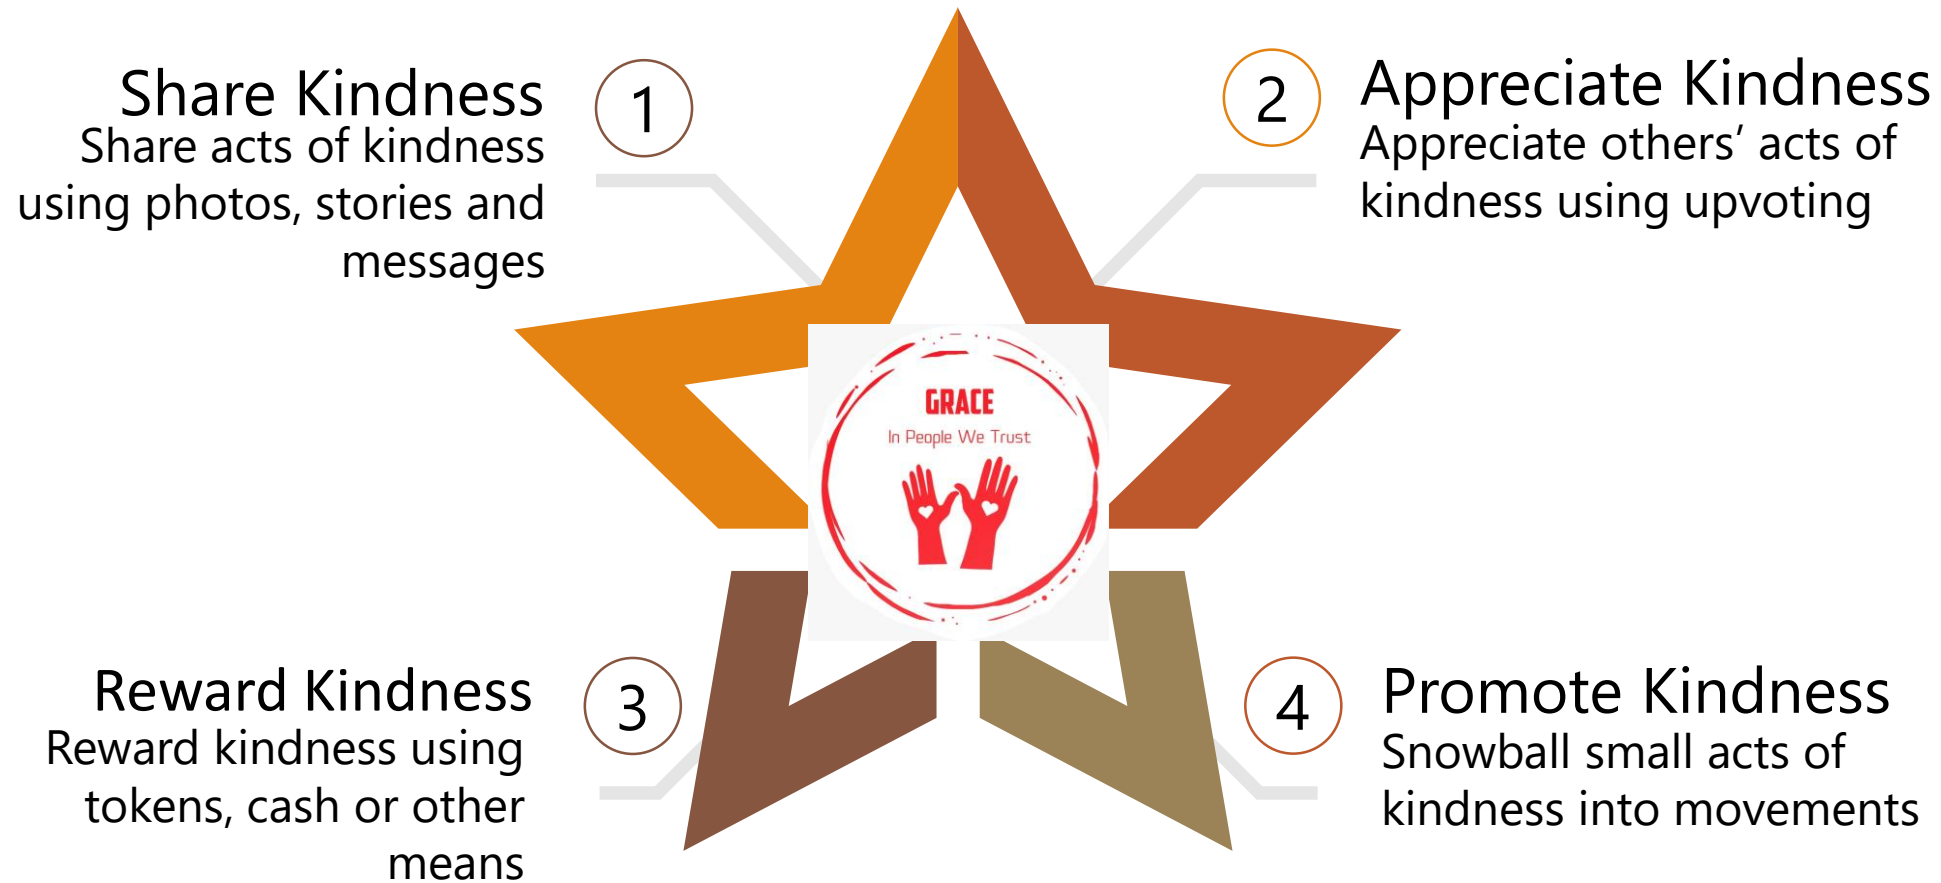 1
Share Kindness
Share acts of kindness
using photos, stories and
messages
2
Appreciate Kindness
Appreciate others’ acts of
kindness using upvoting
GRACE
In People We Trust
3
Reward Kindness
Reward kindness using
tokens, cash or other
means
4
Promote Kindness
Snowball small acts of
kindness into movements